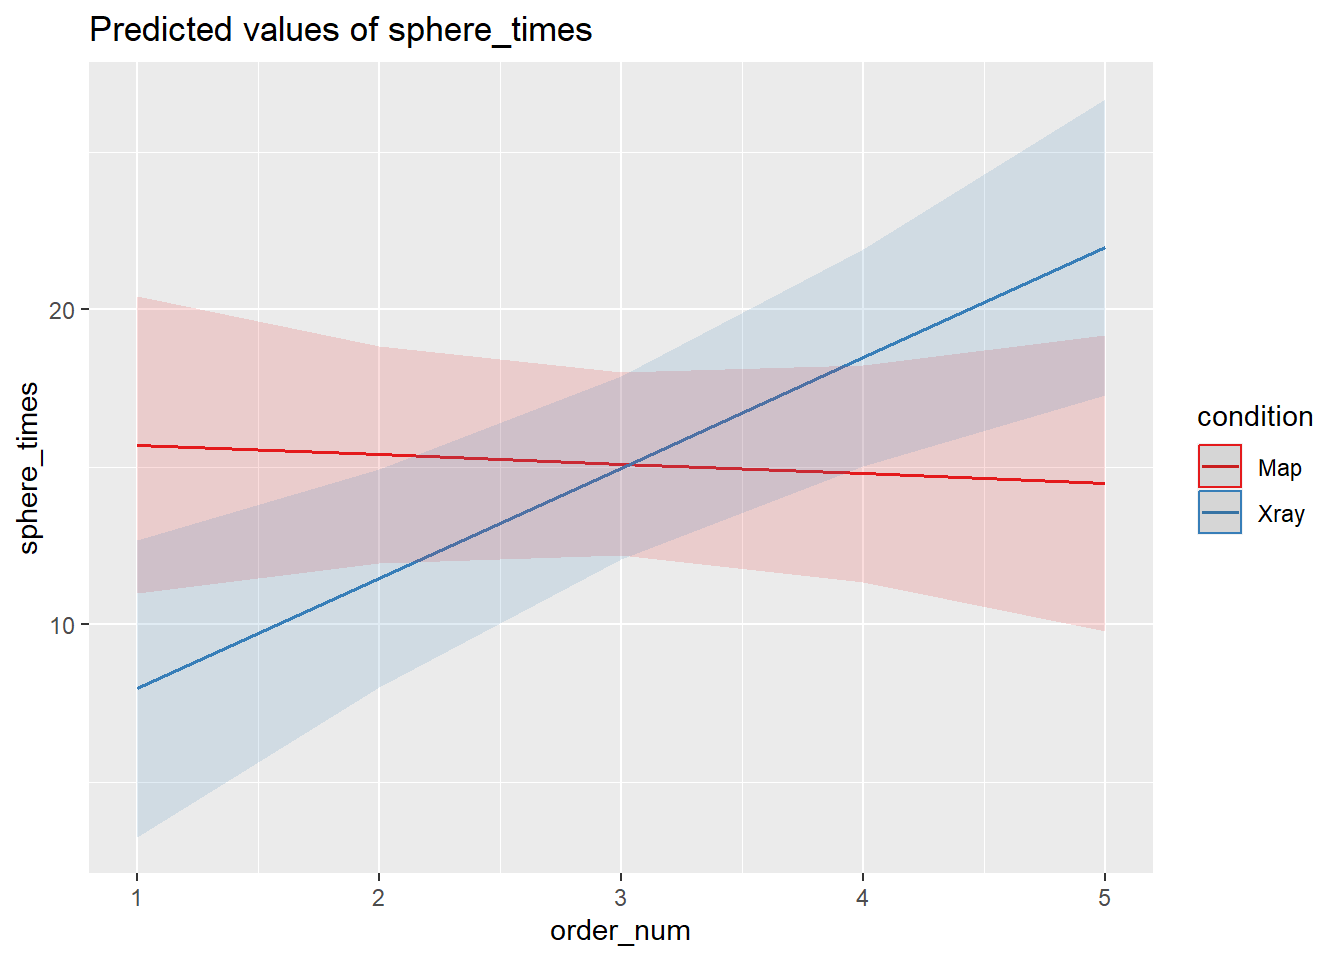 Predicted values of sphere_times
20
10
sphere_times
1 2 3 4 5
order_num
condition
Map
Xray